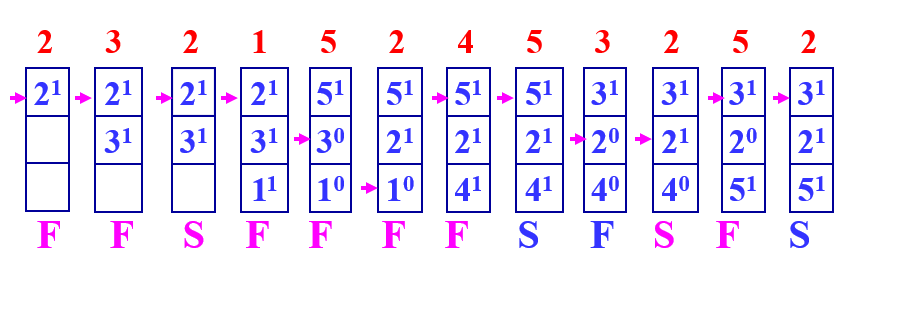 2 3 2 1 5 2 4 5 3 2 5 2
2¹ 2¹ 2¹ 2¹ 5¹ 5¹ 5¹ 5¹ 3¹ 3¹ 3¹ 3¹
3¹ 3¹ 3¹ 3⁰ 2¹ 2¹ 2¹ 2⁰ 2¹ 2⁰ 2¹
1¹ 1⁰ 1⁰ 4¹ 4¹ 4⁰ 4⁰ 5¹ 5¹
F F S F F F F S F S F S